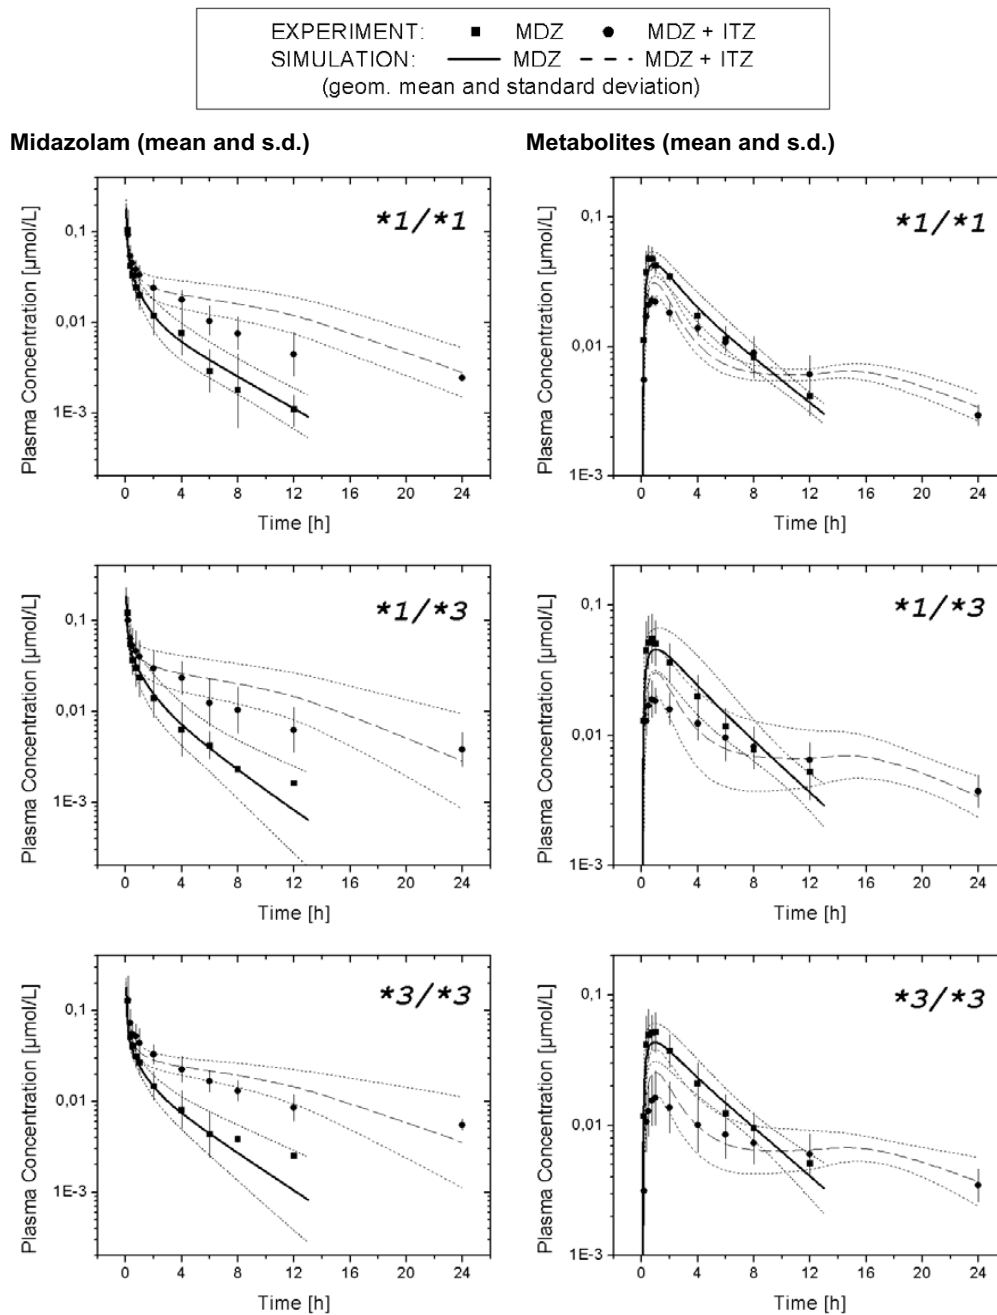 EXPERIMENT: MDZ MDZ + ITZ
SIMULATION: MDZ MDZ + ITZ
(geom. mean and standard deviation)
Midazolam (mean and s.d.)
Metabolites (mean and s.d.)
*1/*1
Plasma Concentration [µmol/L]
0,1
0,01
1E-3
0 4 8 12 16 20 24
Time [h]
*1/*1
Plasma Concentration [µmol/L]
0,1
0,01
1E-3
0 4 8 12 16 20 24
Time [h]
*1/*3
Plasma Concentration [µmol/L]
0,1
0,01
1E-3
0 4 8 12 16 20 24
Time [h]
*1/*3
Plasma Concentration [µmol/L]
0,1
0,01
1E-3
0 4 8 12 16 20 24
Time [h]
*3/*3
Plasma Concentration [µmol/L]
0,1
0,01
1E-3
0 4 8 12 16 20 24
Time [h]
*3/*3
Plasma Concentration [µmol/L]
0,1
0,01
1E-3
0 4 8 12 16 20 24
Time [h]